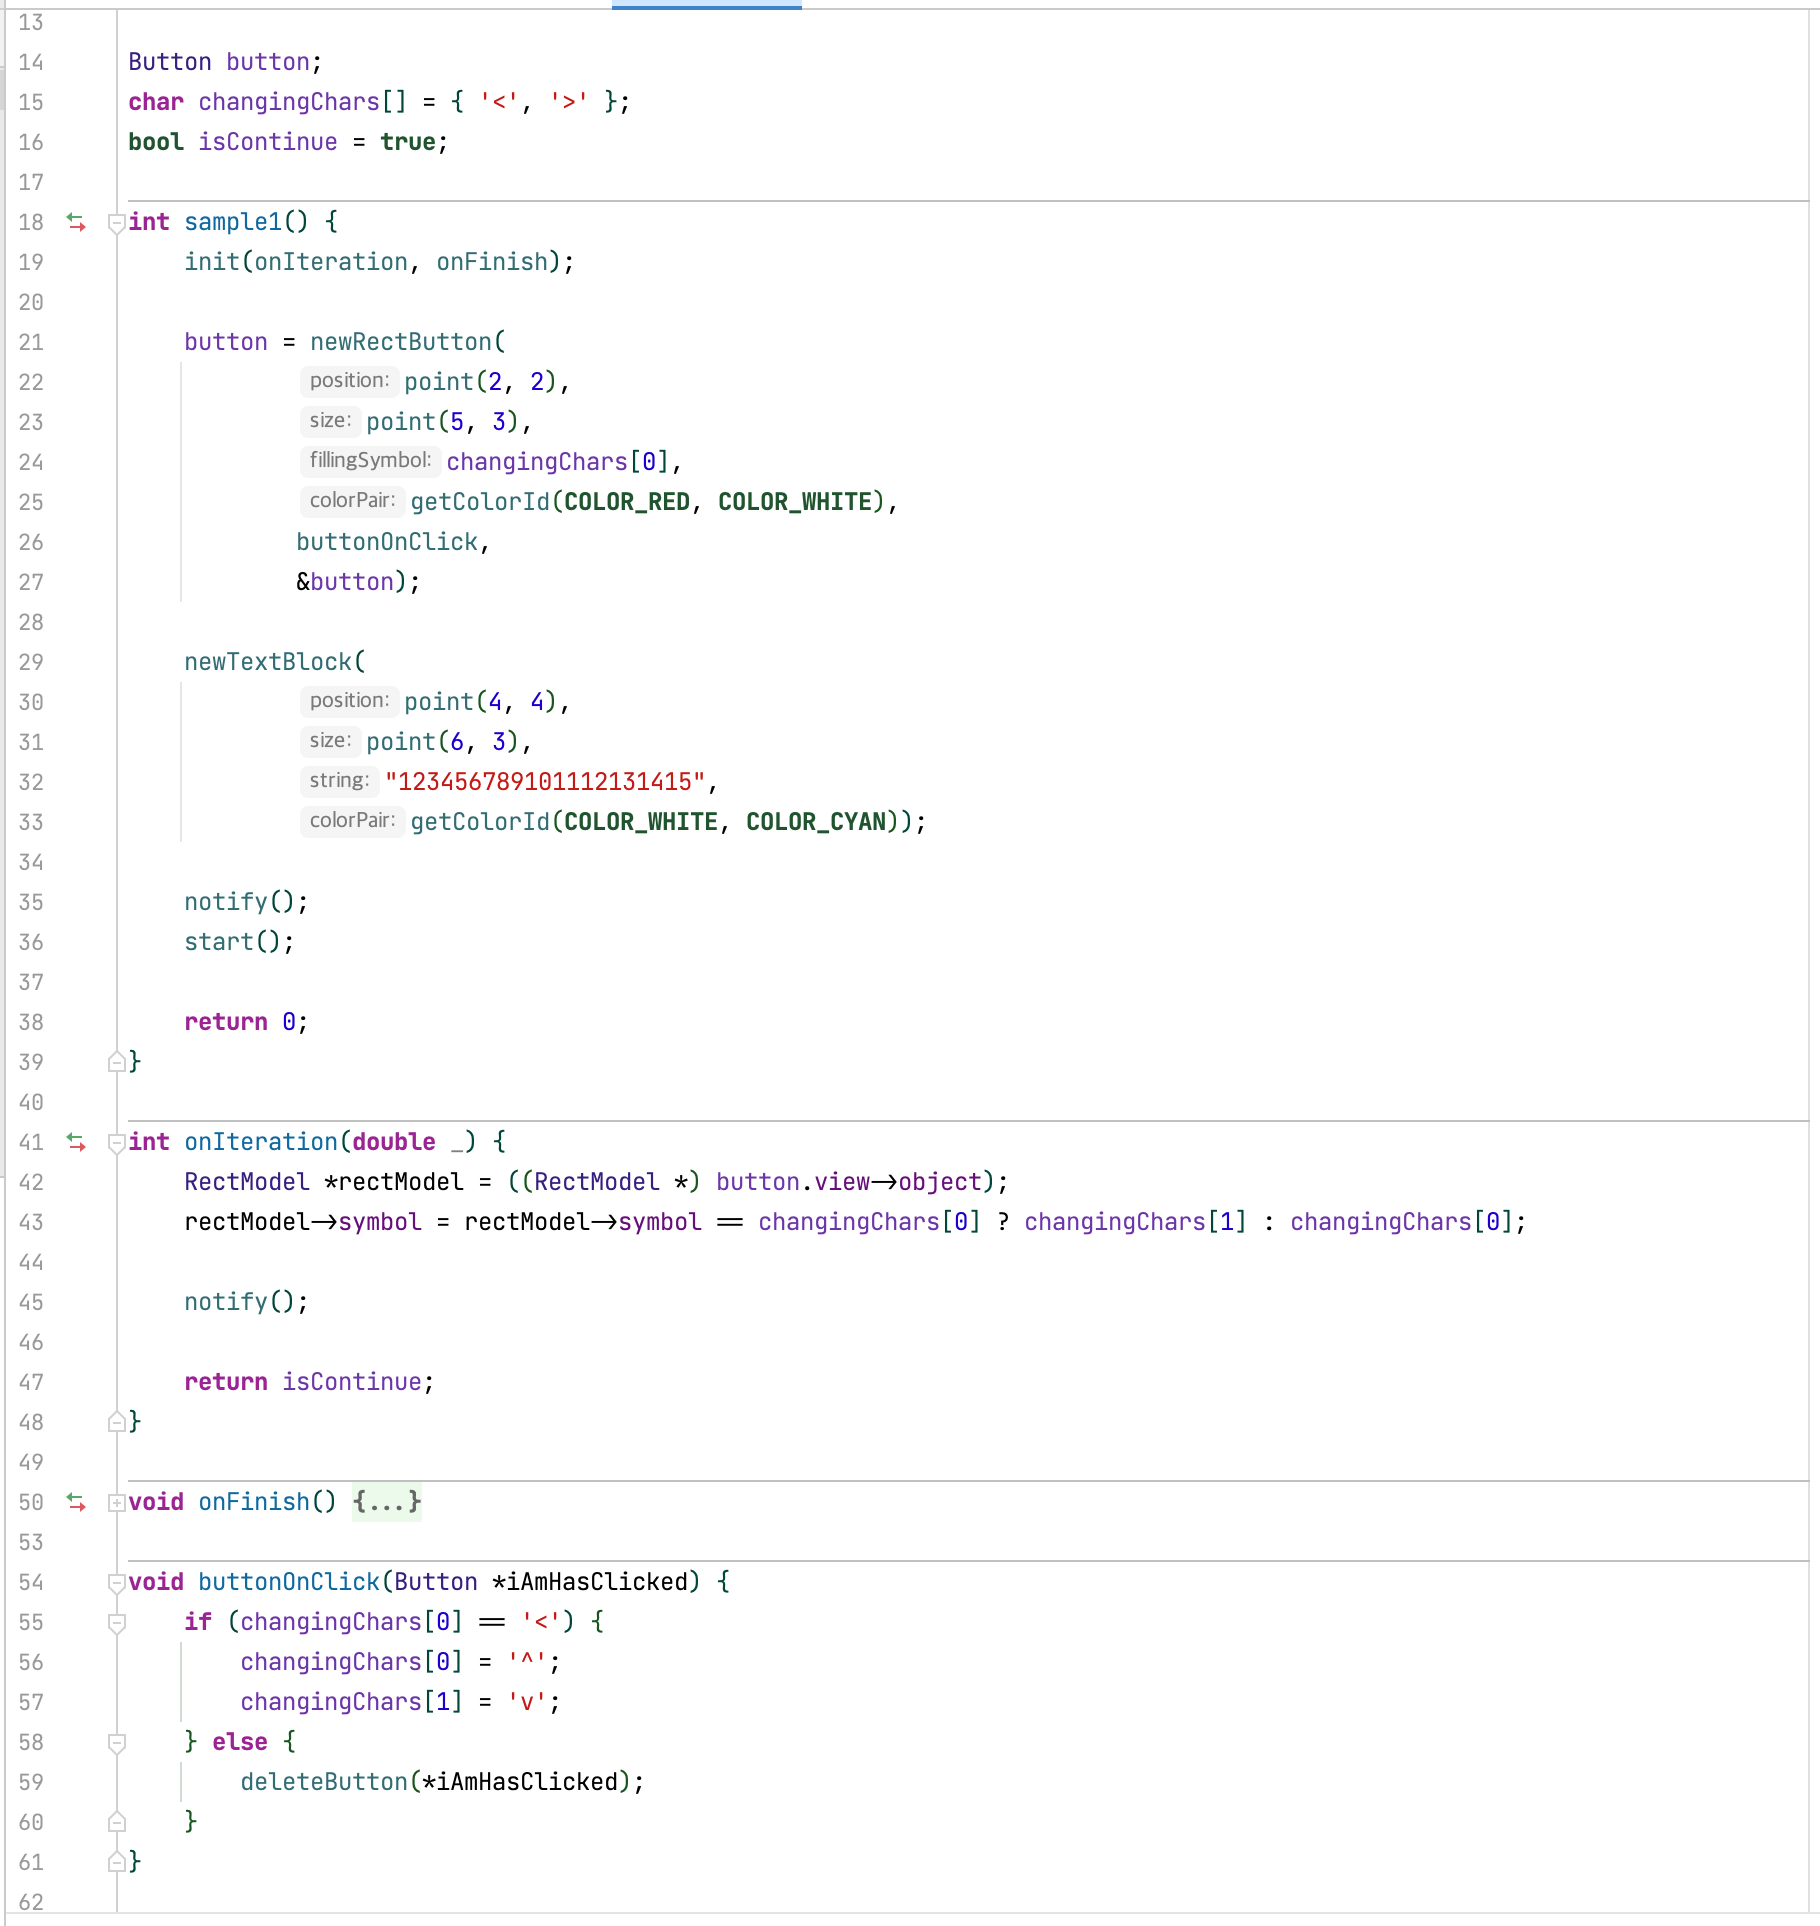 13
14 Button button;
15 char changingChars[] = { '<', '>' };
16 bool isContinue = true;
17
18 int sample1() {
19     init(onIteration, onFinish);
20
21     button = newRectButton(
22             position: point(2, 2),
23             size: point(5, 3),
24             fillingSymbol: changingChars[0],
25             colorPair: getColorId(COLOR_RED, COLOR_WHITE),
26             buttonOnClick,
27             &button);
28
29     newTextBlock(
30             position: point(4, 4),
31             size: point(6, 3),
32             string: "123456789101112131415",
33             colorPair: getColorId(COLOR_WHITE, COLOR_CYAN));
34
35     notify();
36     start();
37
38     return 0;
39 }
40
41 int onIteration(double _) {
42     RectModel *rectModel = ((RectModel *) button.view->object);
43     rectModel->symbol = rectModel->symbol == changingChars[0] ? changingChars[1] : changingChars[0];
44
45     notify();
46
47     return isContinue;
48 }
49
50 void onFinish() {...}
53
54 void buttonOnClick(Button *iAmHasClicked) {
55     if (changingChars[0] == '<') {
56         changingChars[0] = '^';
57         changingChars[1] = 'v';
58     } else {
59         deleteButton(*iAmHasClicked);
60     }
61 }
62